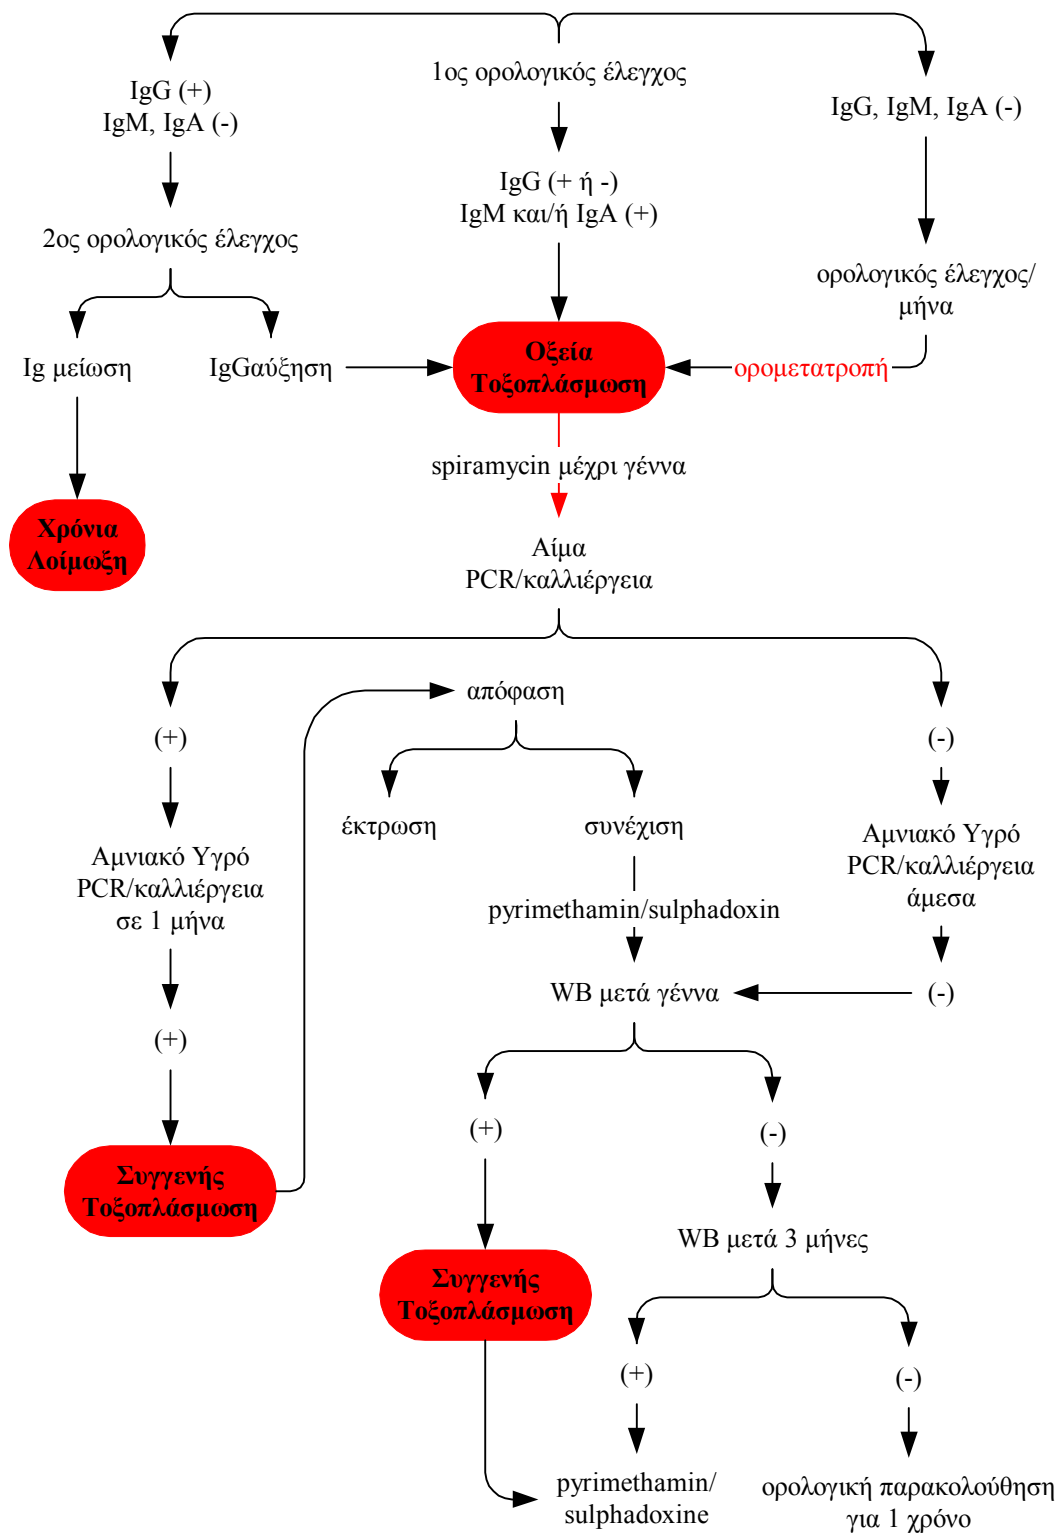 1ος ορολογικός έλεγχος
IgG (+)
IgM, IgA (-)
IgG, IgM, IgA (-)
IgG (+ ή -)
IgM και/ή IgA (+)
2ος ορολογικός έλεγχος
ορολογικός έλεγχος/
μήνα
Ig μείωση
IgGαύξηση
Οξεία
Τοξοπλάσμωση
ορομετατροπή
spiramycin μέχρι γέννα
Χρόνια
Λοίμωξη
Αίμα
PCR/καλλιέργεια
απόφαση
(+)
(-)
έκτρωση
συνέχιση
Αμνιακό Υγρό
PCR/καλλιέργεια
σε 1 μήνα
Αμνιακό Υγρό
PCR/καλλιέργεια
άμεσα
pyrimethamin/sulphadoxin
WB μετά γέννα
(-)
(+)
(+)
(-)
Συγγενής
Τοξοπλάσμωση
WB μετά 3 μήνες
Συγγενής
Τοξοπλάσμωση
(+)
(-)
pyrimethamin/
sulphadoxine
ορολογική παρακολούθηση
για 1 χρόνο